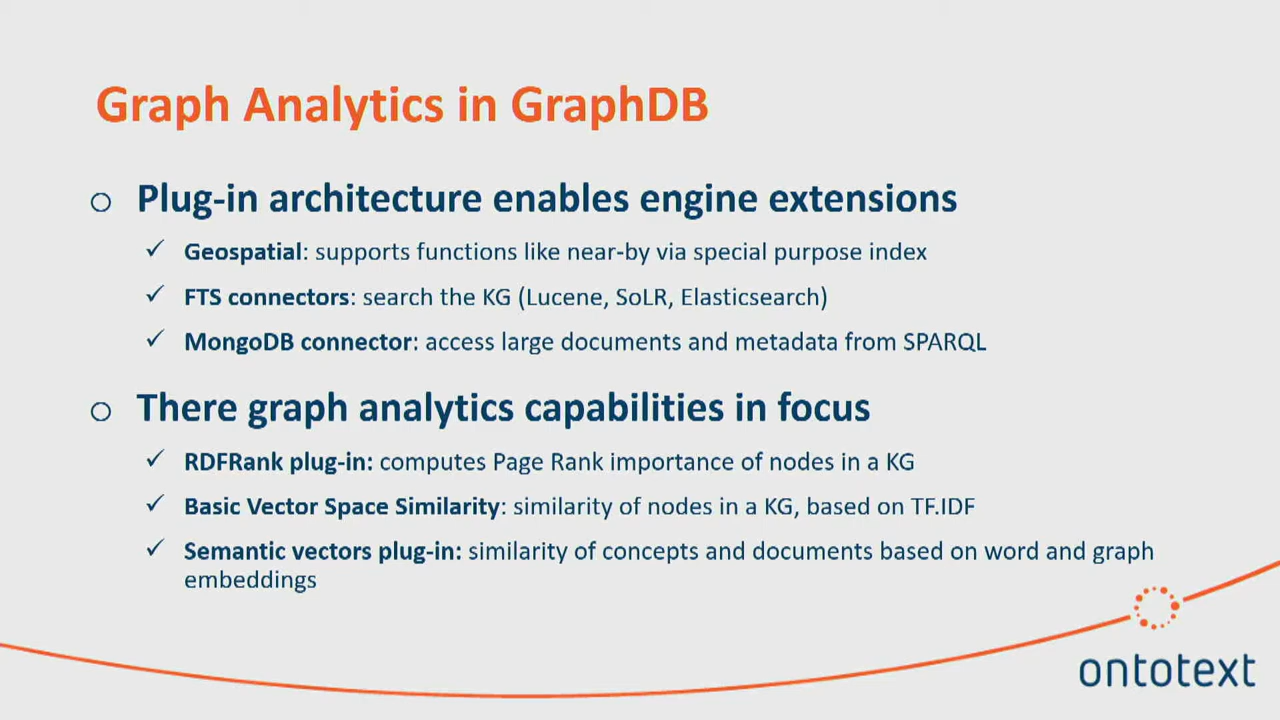 Graph Analytics in GraphDB
o Plug-in architecture enables engine extensions
✓ Geospatial: supports functions like near-by via special purpose index
✓ FTS connectors: search the KG (Lucene, SoLR, Elasticsearch)
✓ MongoDB connector: access large documents and metadata from SPARQL
o There graph analytics capabilities in focus
✓ RDFRank plug-in: computes Page Rank importance of nodes in a KG
✓ Basic Vector Space Similarity: similarity of nodes in a KG, based on TF.IDF
✓ Semantic vectors plug-in: similarity of concepts and documents based on word and graph
embeddings
ontotext